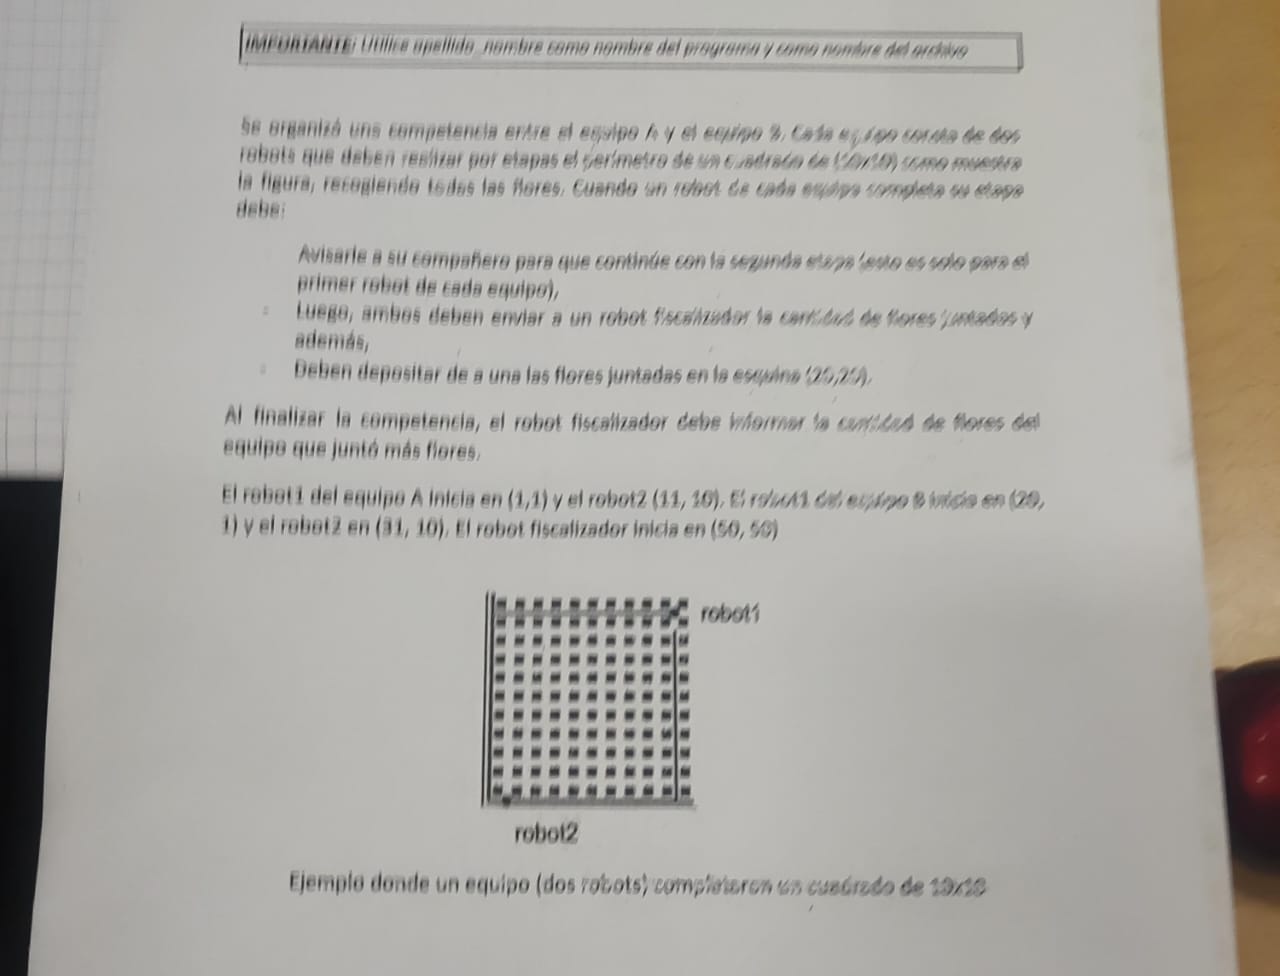 IMPORTANTE: Utilice apellido_nombre como nombre del programa y como nombre del archivo
Se organizó una competencia entre el equipo A y el equipo B. Cada equipo consta de dos
robots que deben realizar por etapas el perímetro de un cuadrado de (10x10) como muestra
la figura, recogiendo todas las flores. Cuando un robot de cada equipo completa su etapa
debe:
Avisarle a su compañero para que continúe con la segunda etapa (esto es solo para el
primer robot de cada equipo),
Luego, ambos deben enviar a un robot fiscalizador la cantidad de flores juntadas y
además,
Deben depositar de a una las flores juntadas en la esquina
Al finalizar la competencia, el robot fiscalizador debe informar la cantidad de flores del
equipo que juntó más flores.
El robot1 del equipo A inicia en (1,1) y el robot2 (11, 10). El robot1 del equipo B inicia en (20,
1) y el robot2 en (31, 10). El robot fiscalizador inicia en (50, 50)
robot1
robot2
Ejemplo donde un equipo (dos robots) completaron un cuadrado de 10x10